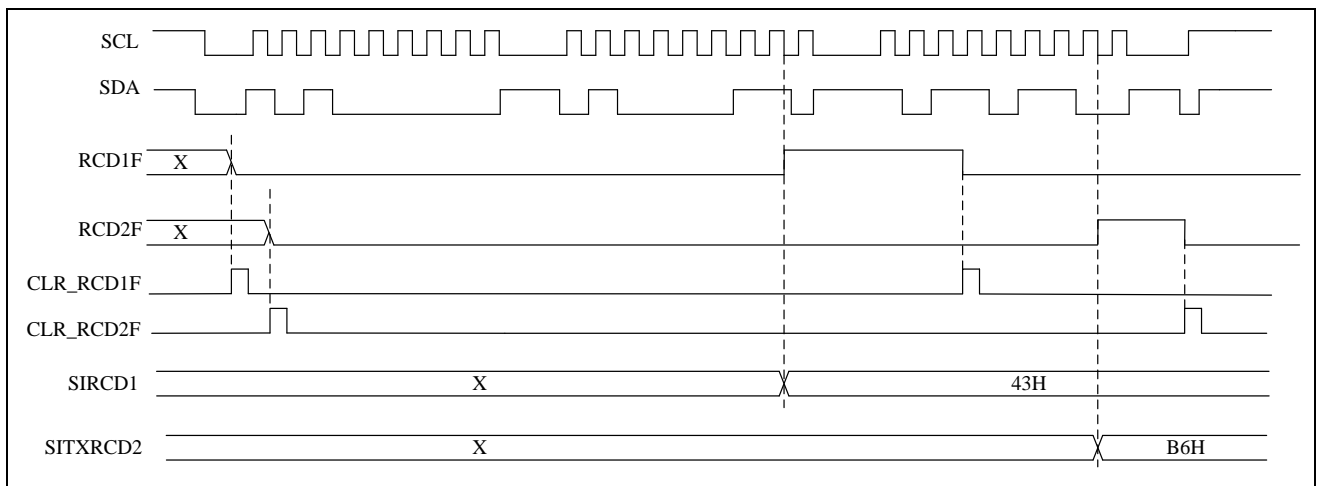 SCL
SDA
RCD1F X
RCD2F X
CLR_RCD1F
CLR_RCD2F
SIRCD1 X 43H
SITXRCD2 X B6H